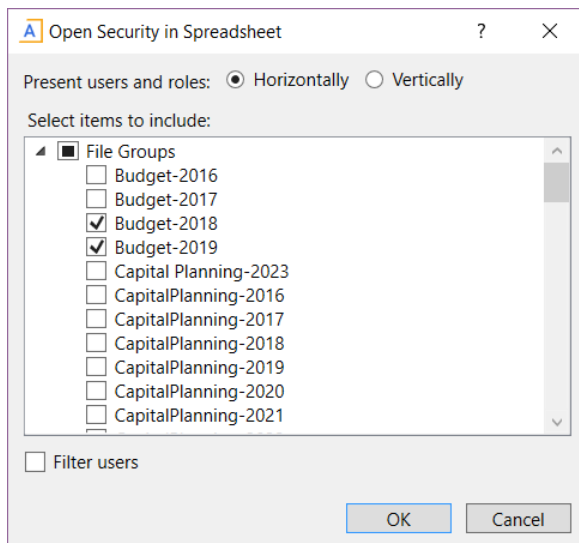 A Open Security in Spreadsheet ?
Present users and roles: Horizontally Vertically
Select items to include:
File Groups
Budget-2016
Budget-2017
Budget-2018
Budget-2019
Capital Planning-2023
CapitalPlanning-2016
CapitalPlanning-2017
CapitalPlanning-2018
CapitalPlanning-2019
CapitalPlanning-2020
CapitalPlanning-2021
Filter users
OK Cancel